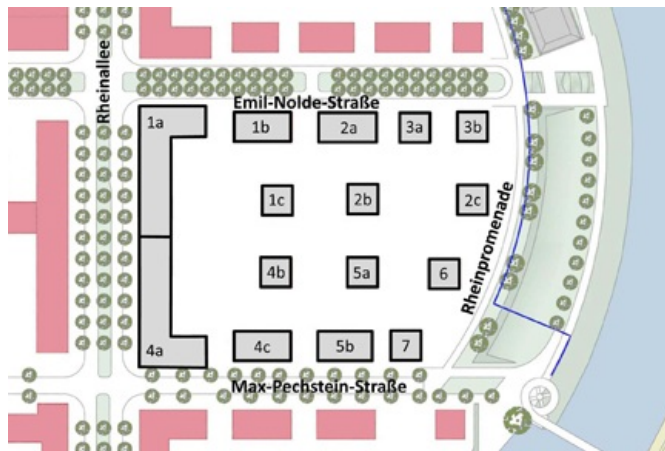 Rheinallee
Emil-Nolde-Straße
1a
1b
2a
3a
3b
1c
2b
2c
Rheinpromenade
4b
5a
6
4a
4c
5b
7
Max-Pechstein-Straße